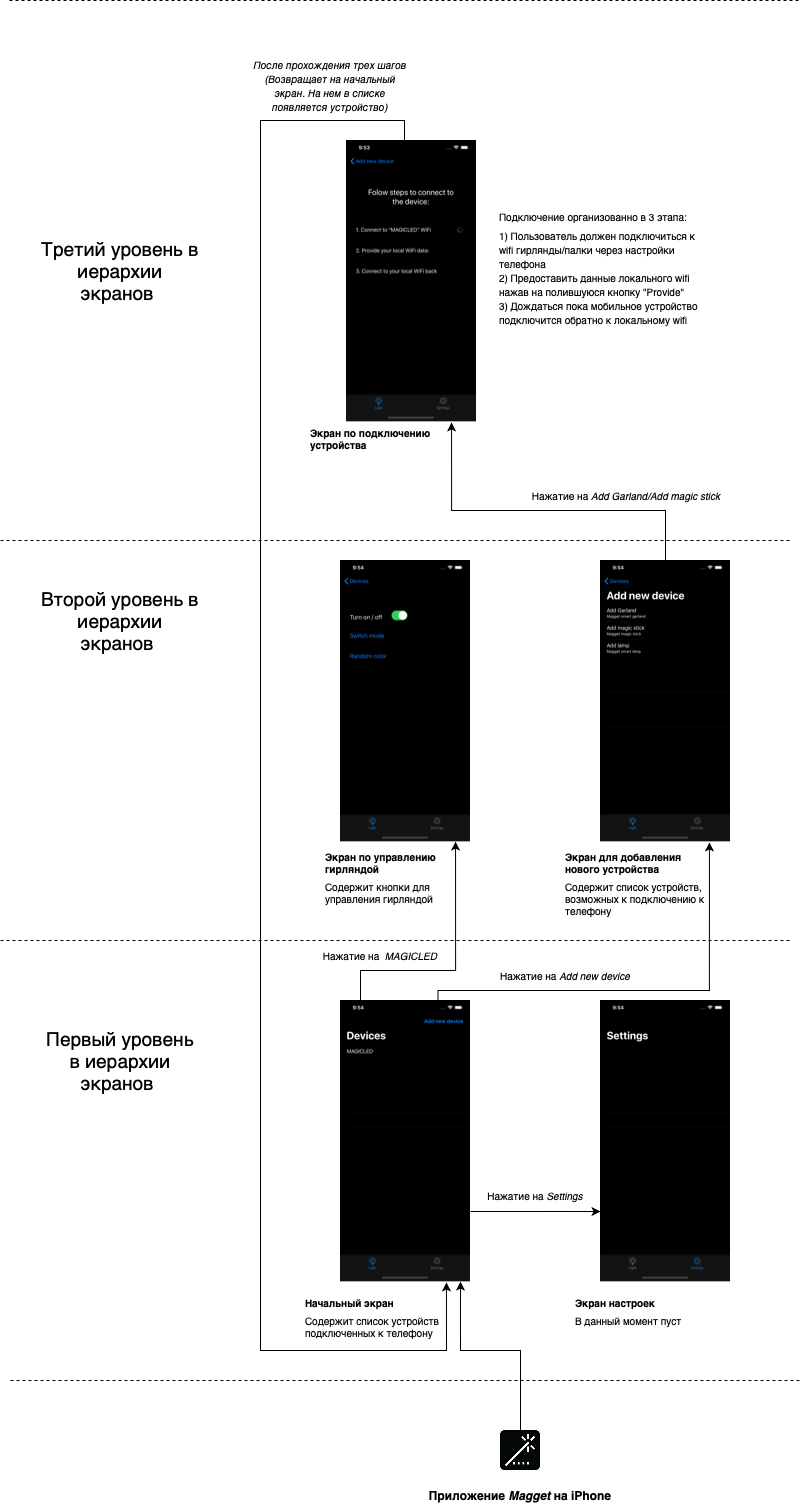 После прохождения трех шагов
(Возвращает на начальный
экран. На нем в списке
появляется устройство)
9:53
Add new device
Folow steps to connect to
the device:
1. Connect to "MAGICLED" WiFi
2. Provide your local WiFi data:
3. Connect to your local WiFi back
Light
Settings
Третий уровень в
иерархии
экранов
Подключение организованно в 3 этапа:
1) Пользователь должен подключиться к
wifi гирлянды/палки через настройки
телефона
2) Предоставить данные локального wifi
нажав на полившуюся кнопку "Provide"
3) Дождаться пока мобильное устройство
подключится обратно к локальному wifi
Экран по подключению
устройства
Нажатие на Add Garland/Add magic stick
Второй уровень в
иерархии
экранов
9:54
Devices
Turn on / off
Switch mode
Random color
Light
Settings
9:54
Devices
Add new device
Add Garland
Magget smart garland
Add magic stick
Magget magic stick
Add lamp
Magget smart lamp
Light
Settings
Экран по управлению
гирляндой
Содержит кнопки для
управления гирляндой
Экран для добавления
нового устройства
Содержит список устройств,
возможных к подключению к
телефону
Нажатие на MAGICLED
Нажатие на Add new device
Первый уровень
в иерархии
экранов
9:54
Add new device
Devices
MAGICLED
Light
Settings
Нажатие на Settings
9:54
Settings
Light
Settings
Начальный экран
Содержит список устройств
подключенных к телефону
Экран настроек
В данный момент пуст
Приложение Magget на iPhone